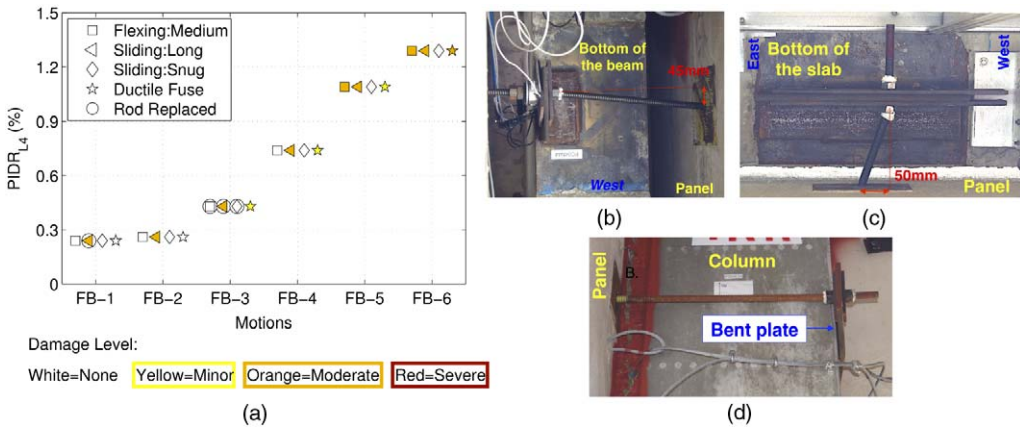 1.5
1.2
0.9
0.6
0.3
0
PIDR_L4 (%)
Flexing:Medium
Sliding:Long
Sliding:Snug
Ductile Fuse
Rod Replaced
FB-1 FB-2 FB-3 FB-4 FB-5 FB-6
Motions
Damage Level:
White=None Yellow=Minor Orange=Moderate Red=Severe
(a)
Bottom of
the beam
45mm
West
Panel
(b)
East
Bottom of
the slab
West
B
50mm
Panel
(c)
Panel
B.
Column
Bent plate
(d)